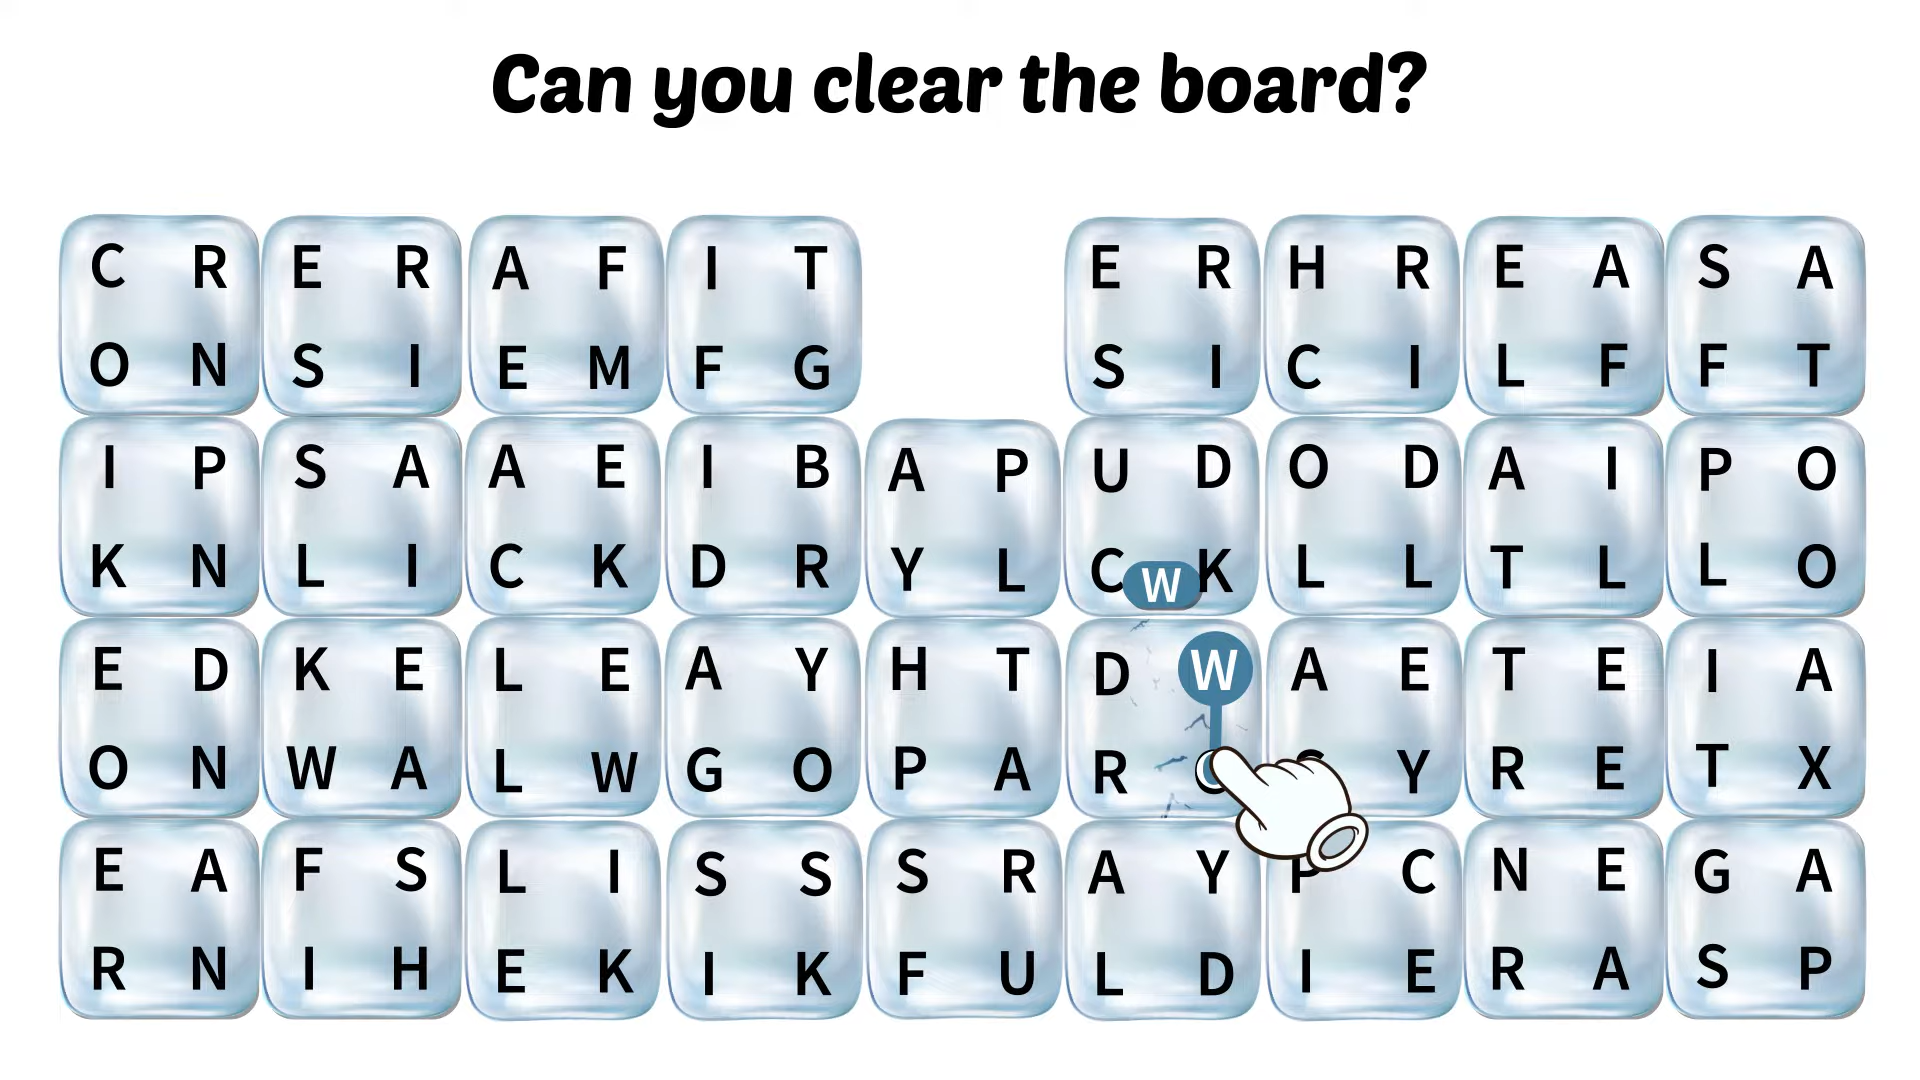 Can you clear the board?
C R E R A F I T E R H R E A S A
O N S I E M F G S I C I L F F T
I P S A A E I B A P U D O D A I P O
K N L I C K D R Y L C W K L L T L L O
E D K E L E A Y H T D W A E T E I A
O N W A L W G O P A R Y R E T X
E A F S L I S S S R A Y C N E G A
R N I H E K I K F U L D I E R A S P